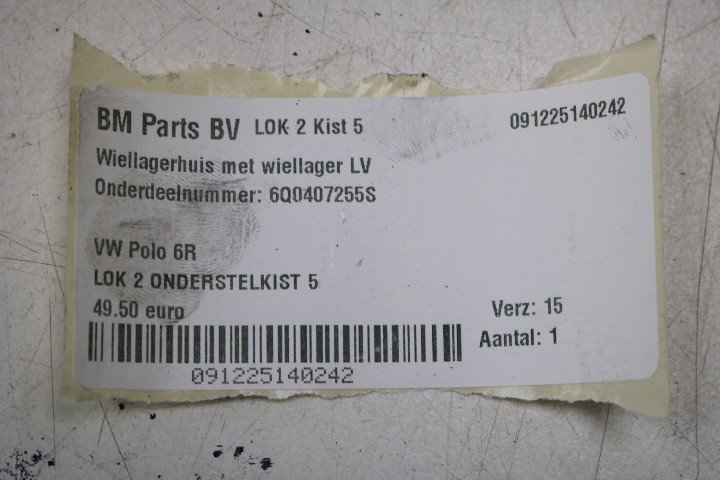 BM Parts BV LOK 2 Kist 5 091225140242
Wiellagerhuis met wiellager LV
Onderdeelnummer: 6Q0407255S
VW Polo 6R
LOK 2 ONDERSTELKIST 5
49.50 euro Verz: 15
Aantal: 1
091225140242